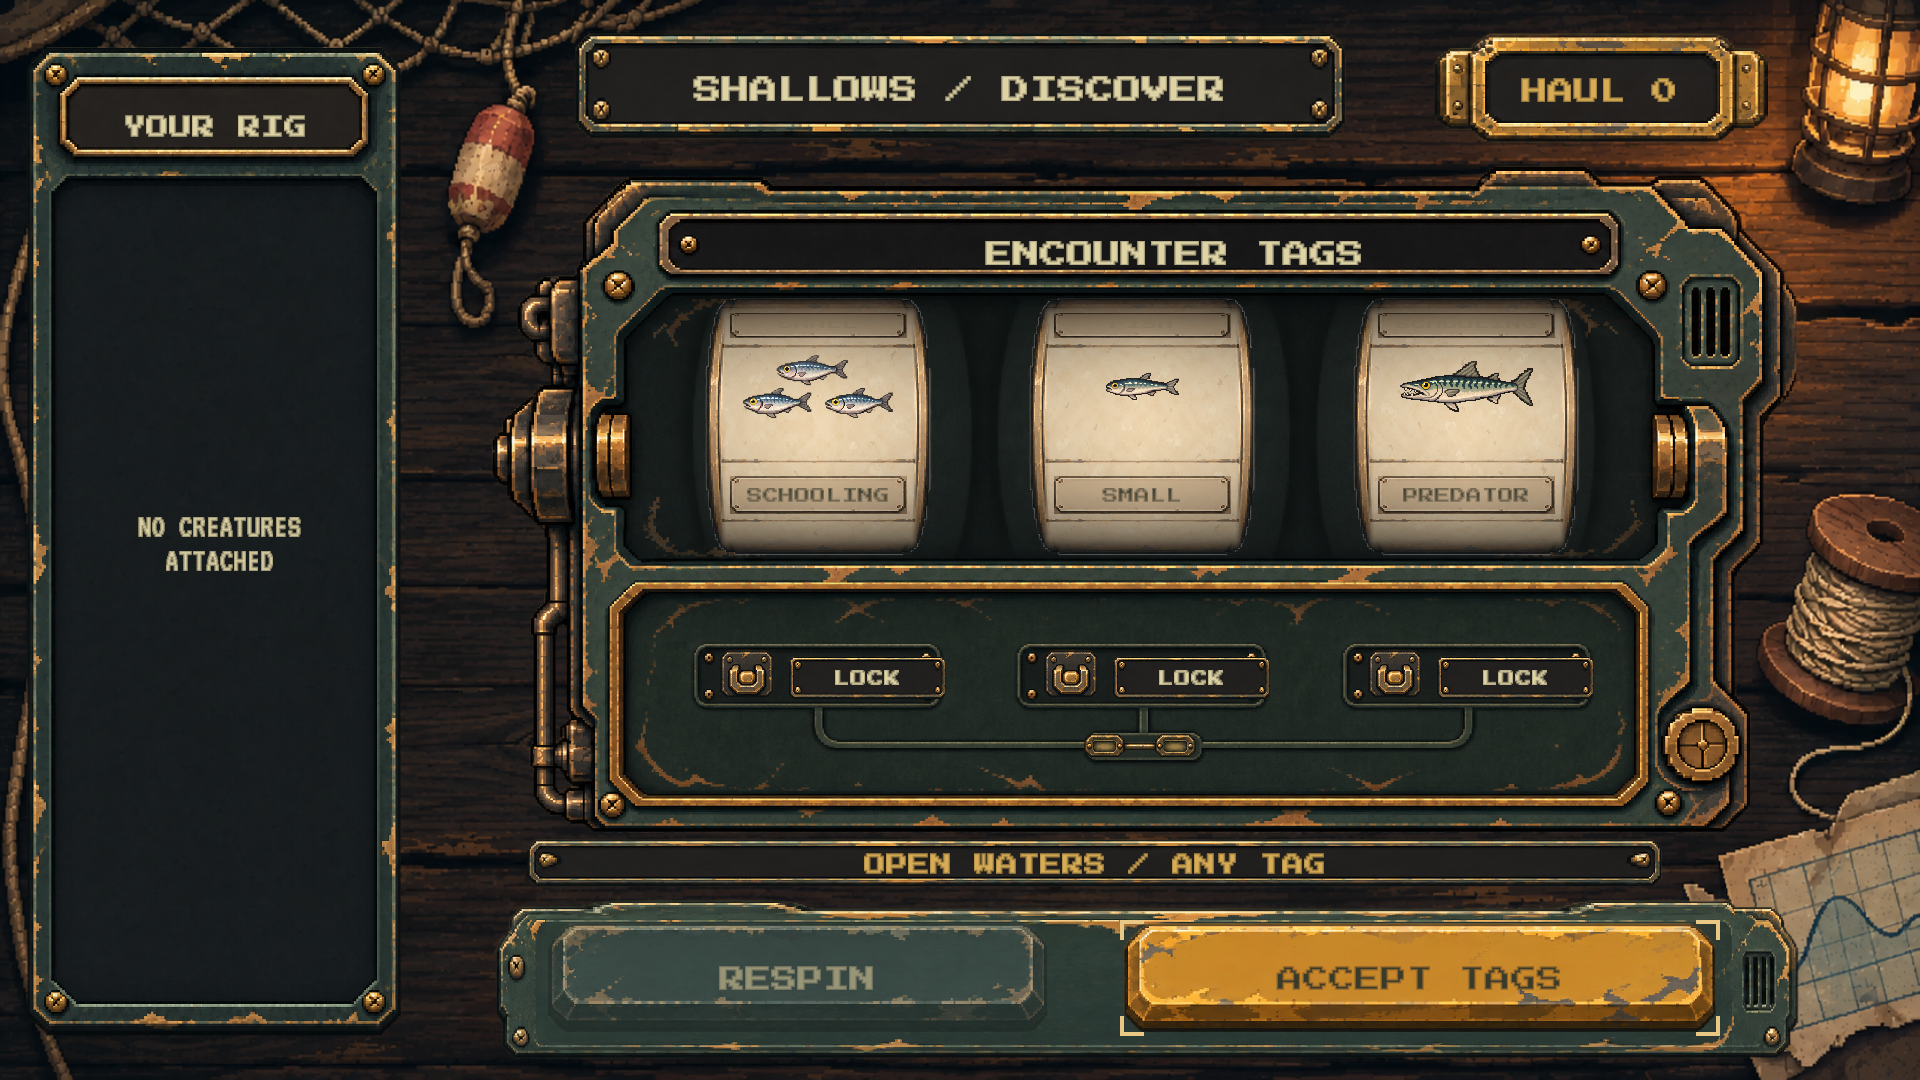 YOUR RIG
NO CREATURES
ATTACHED
SHALLOWS / DISCOVER
HAUL 0
ENCOUNTER TAGS
SCHOOLING
SMALL
PREDATOR
LOCK
LOCK
LOCK
OPEN WATERS / ANY TAG
RESPIN
ACCEPT TAGS